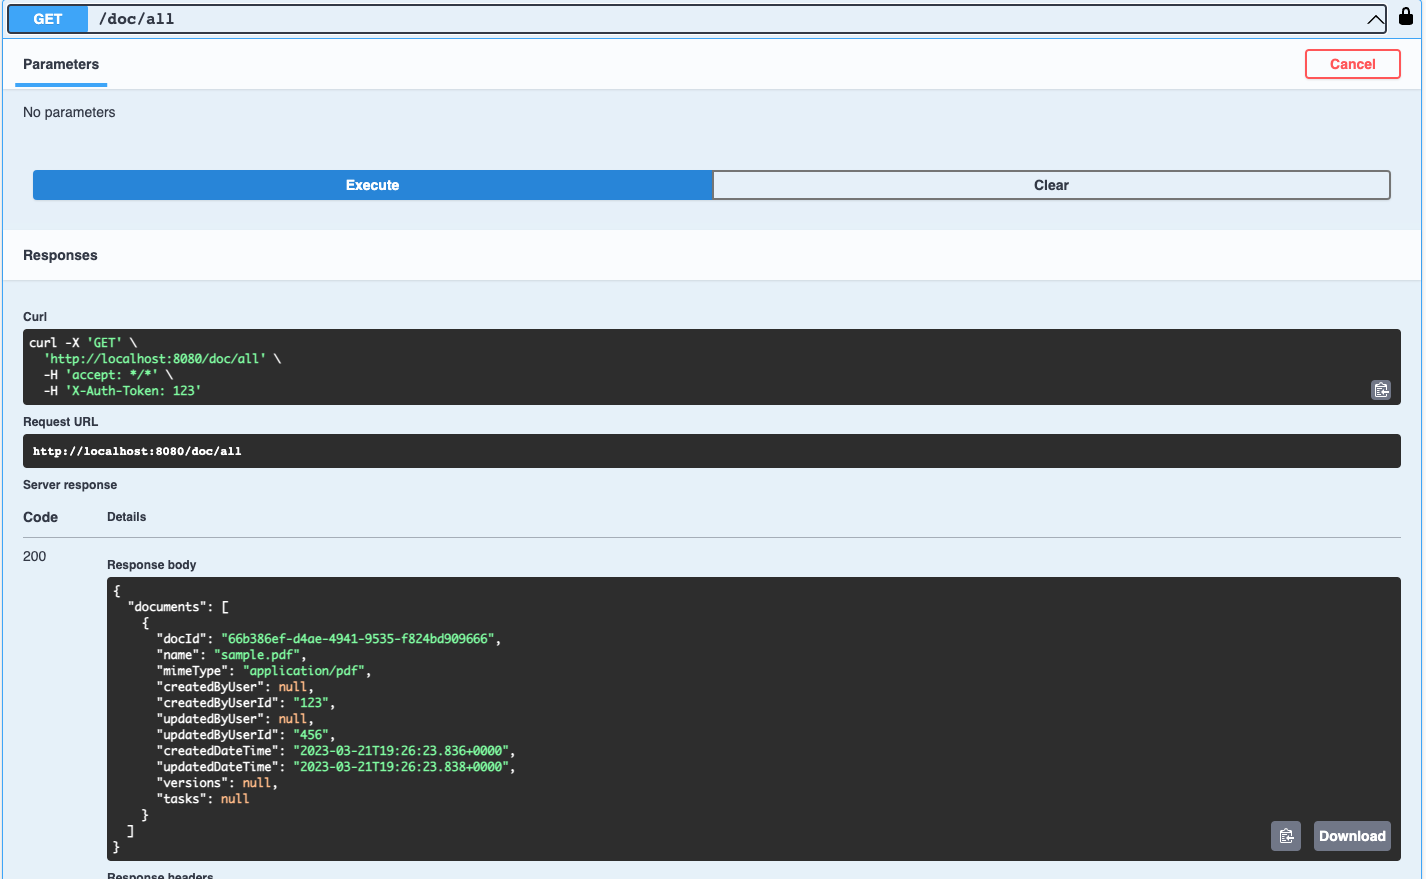 GET /doc/all
Parameters Cancel
No parameters
Execute Clear
Responses
Curl
curl -X 'GET' \
  'http://localhost:8080/doc/all' \
  -H 'accept: */*' \
  -H 'X-Auth-Token: 123'
Request URL
http://localhost:8080/doc/all
Server response
Code Details
200
Response body
{
  "documents": [
    {
      "docId": "66b386ef-d4ae-4941-9535-f824bd909666",
      "name": "sample.pdf",
      "mimeType": "application/pdf",
      "createdByUser": null,
      "createdByUserId": "123",
      "updatedByUser": null,
      "updatedByUserId": "456",
      "createdDateTime": "2023-03-21T19:26:23.836+0000",
      "updatedDateTime": "2023-03-21T19:26:23.838+0000",
      "versions": null,
      "tasks": null
    }
  ]
}
Download
Response headers